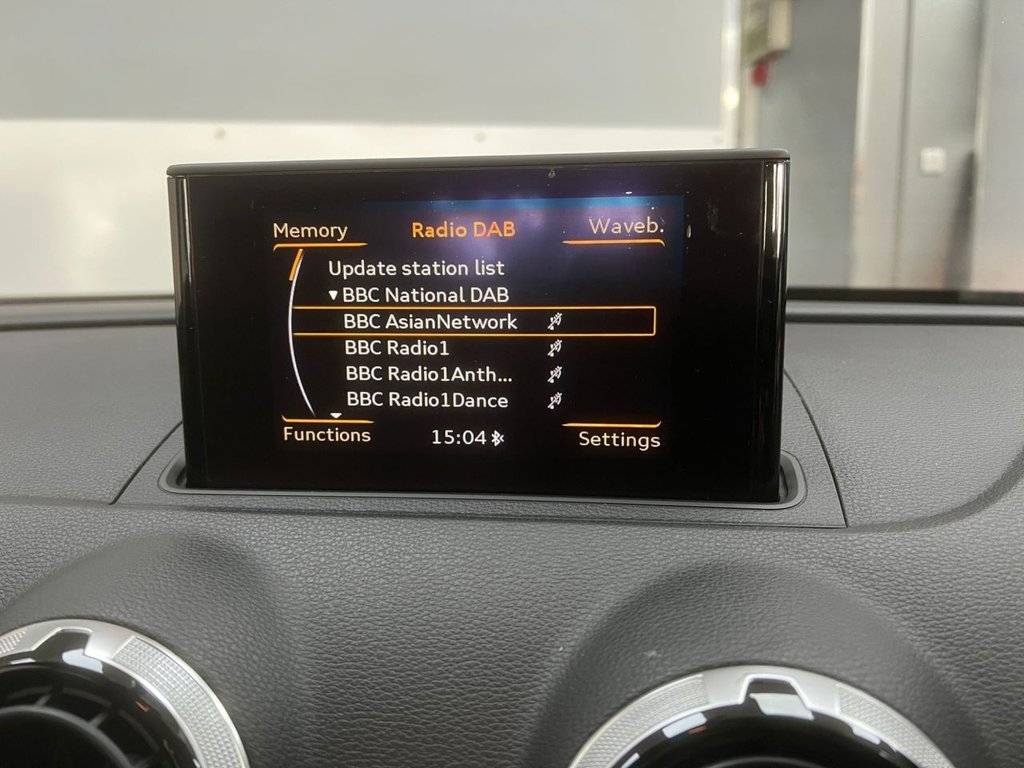 Memory Radio DAB Waveb.
Update station list
▼ BBC National DAB
BBC AsianNetwork
BBC Radio1
BBC Radio1Anth...
BBC Radio1Dance
Functions 15:04 Settings